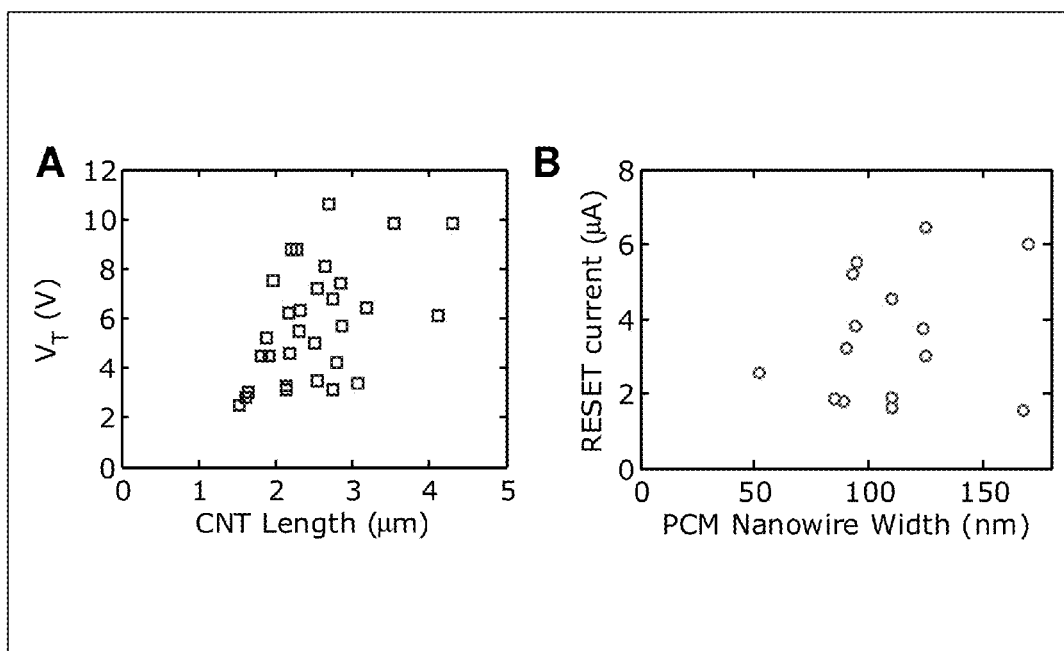 A
B
12
10
8
6
4
2
0
V_T (V)
0 1 2 3 4 5
CNT Length (μm)
8
6
4
2
0
RESET current (μA)
0 50 100 150
PCM Nanowire Width (nm)